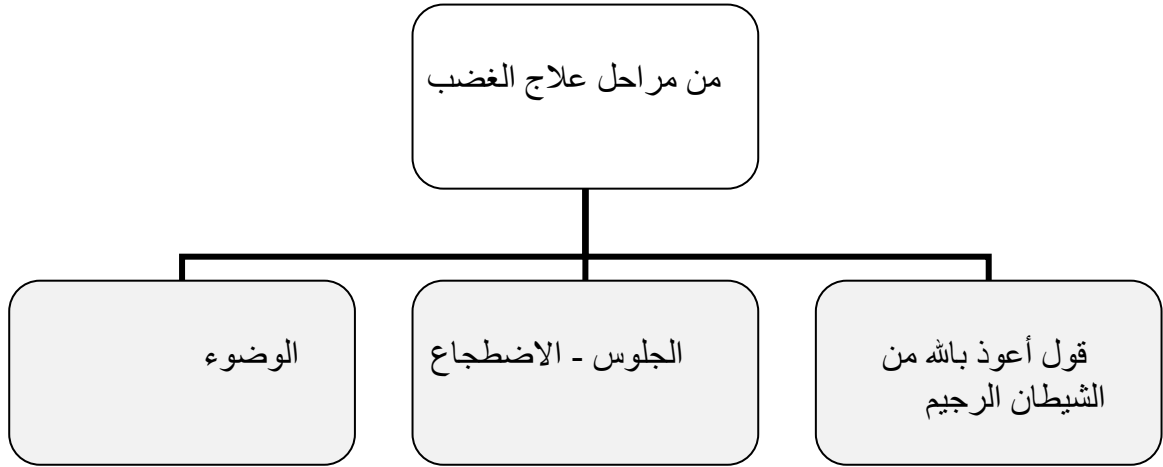 من مراحل علاج الغضب
قول أعوذ بالله من
الشيطان الرجيم
الجلوس - الاضطجاع
الوضوء